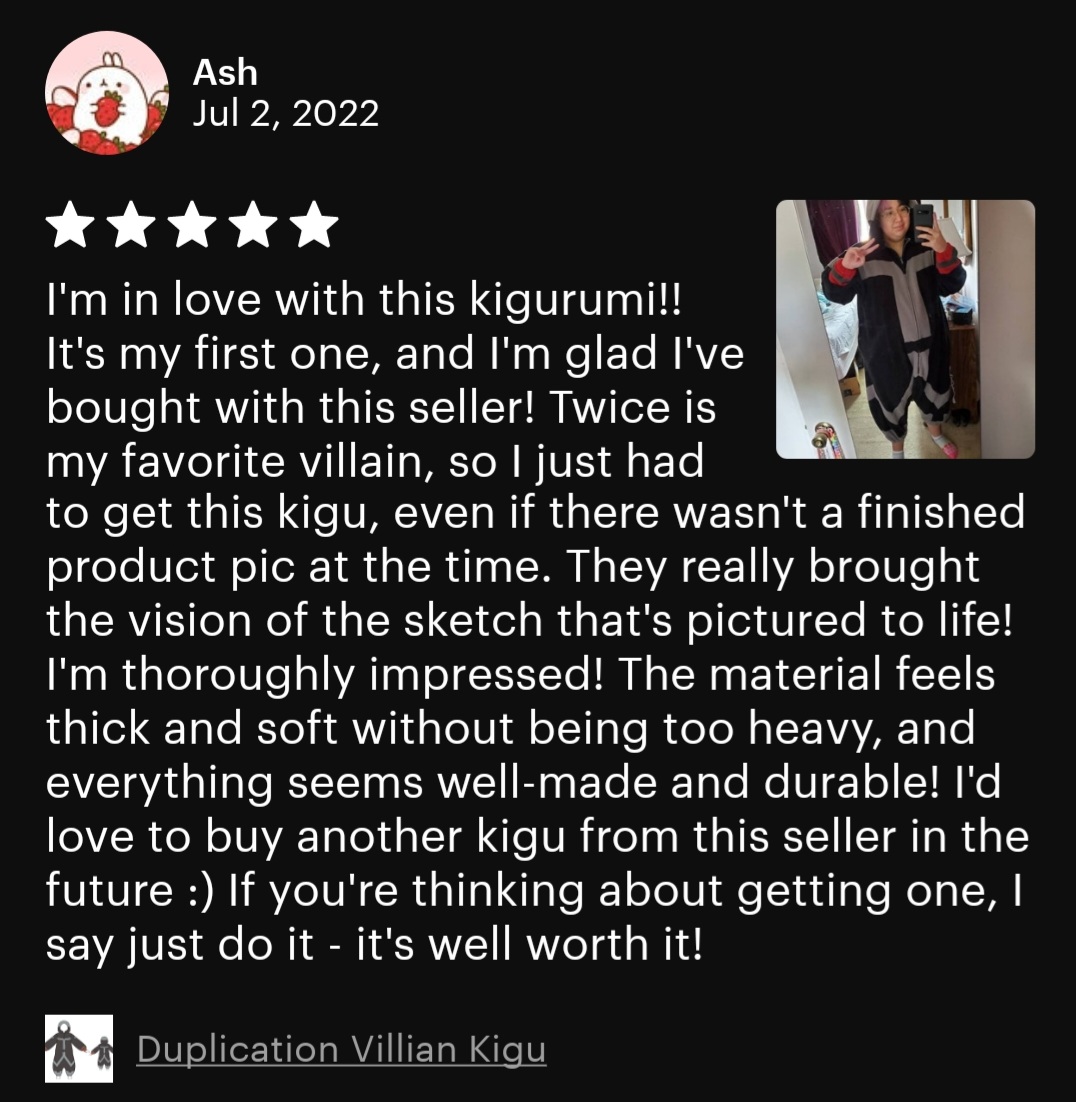 Ash
Jul 2, 2022
I'm in love with this kigurumi!!
It's my first one, and I'm glad I've
bought with this seller! Twice is
my favorite villain, so I just had
to get this kigu, even if there wasn't a finished
product pic at the time. They really brought
the vision of the sketch that's pictured to life!
I'm thoroughly impressed! The material feels
thick and soft without being too heavy, and
everything seems well-made and durable! I'd
love to buy another kigu from this seller in the
future :) If you're thinking about getting one, I
say just do it - it's well worth it!
Duplication Villian Kigu